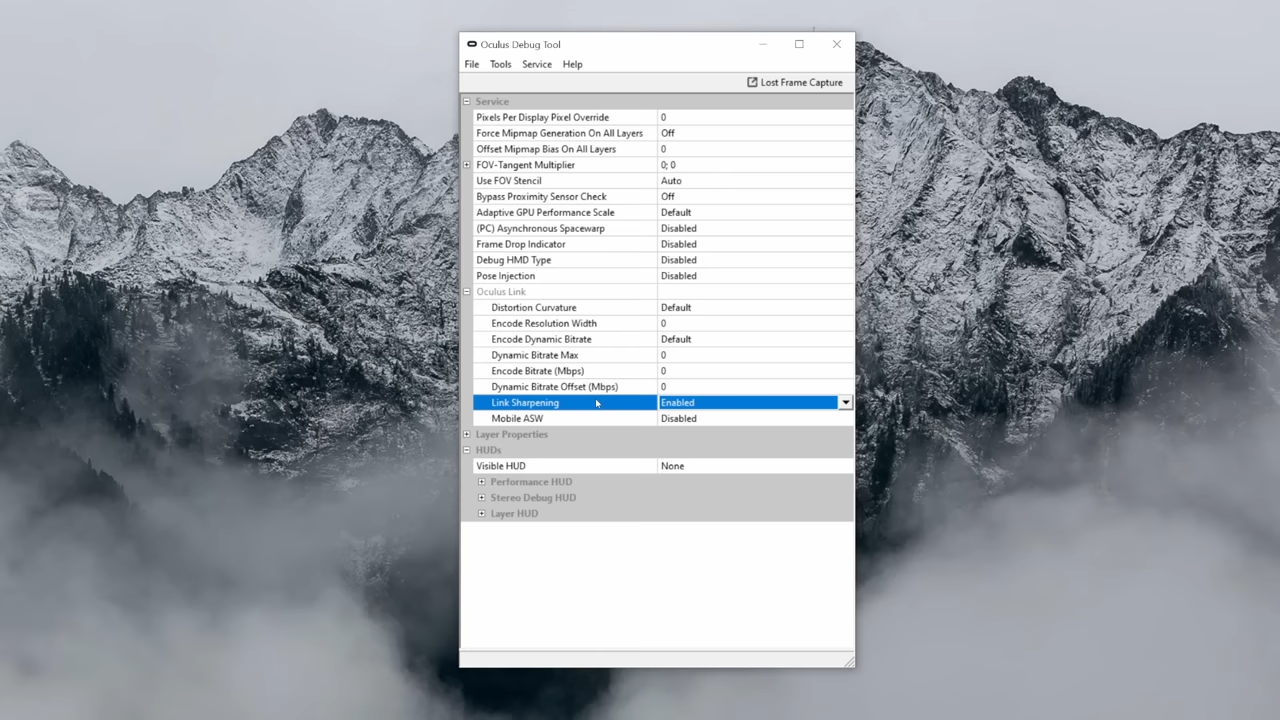 Oculus Debug Tool
File Tools Service Help
Lost Frame Capture
Service
Pixels Per Display Pixel Override 0
Force Mipmap Generation On All Layers Off
Offset Mipmap Bias On All Layers 0
FOV-Tangent Multiplier 0; 0
Use FOV Stencil Auto
Bypass Proximity Sensor Check Off
Adaptive GPU Performance Scale Default
(PC) Asynchronous Spacewarp Disabled
Frame Drop Indicator Disabled
Debug HMD Type Disabled
Pose Injection Disabled
Oculus Link
Distortion Curvature Default
Encode Resolution Width 0
Encode Dynamic Bitrate Default
Dynamic Bitrate Max 0
Encode Bitrate (Mbps) 0
Dynamic Bitrate Offset (Mbps) 0
Link Sharpening Enabled
Mobile ASW Disabled
Layer Properties
HUDs
Visible HUD None
Performance HUD
Stereo Debug HUD
Layer HUD